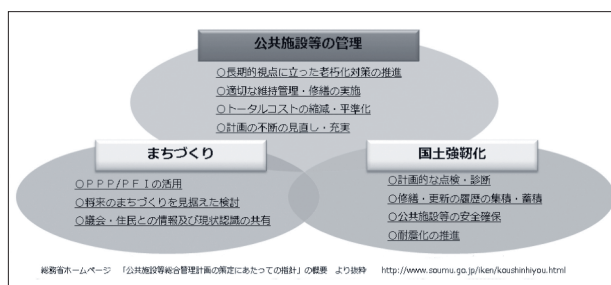 公共施設等の管理
○長期的視点に立った老朽化対策の推進
○適切な維持管理・修繕の実施
○トータルコストの縮減・平準化
○計画の不断の見直し・充実
まちづくり
○PPP/PFIの活用
○将来のまちづくりを見据えた検討
○議会・住民との情報及び現状認識の共有
国土強靭化
○計画的な点検・診断
○修繕・更新の履歴の集積・蓄積
○公共施設等の安全確保
○耐震化の推進
総務省ホームページ 「公共施設等総合管理計画の策定にあたっての指針」の概要 より抜粋 http://www.soumu.go.jp/iken/koushinhiyou.html